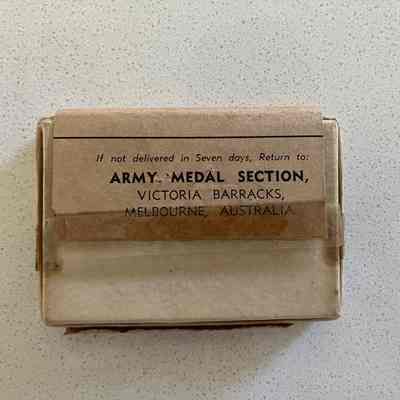 If not delivered in Seven days, Return to:
ARMY MEDAL SECTION,
VICTORIA BARRACKS,
MELBOURNE, AUSTRALIA